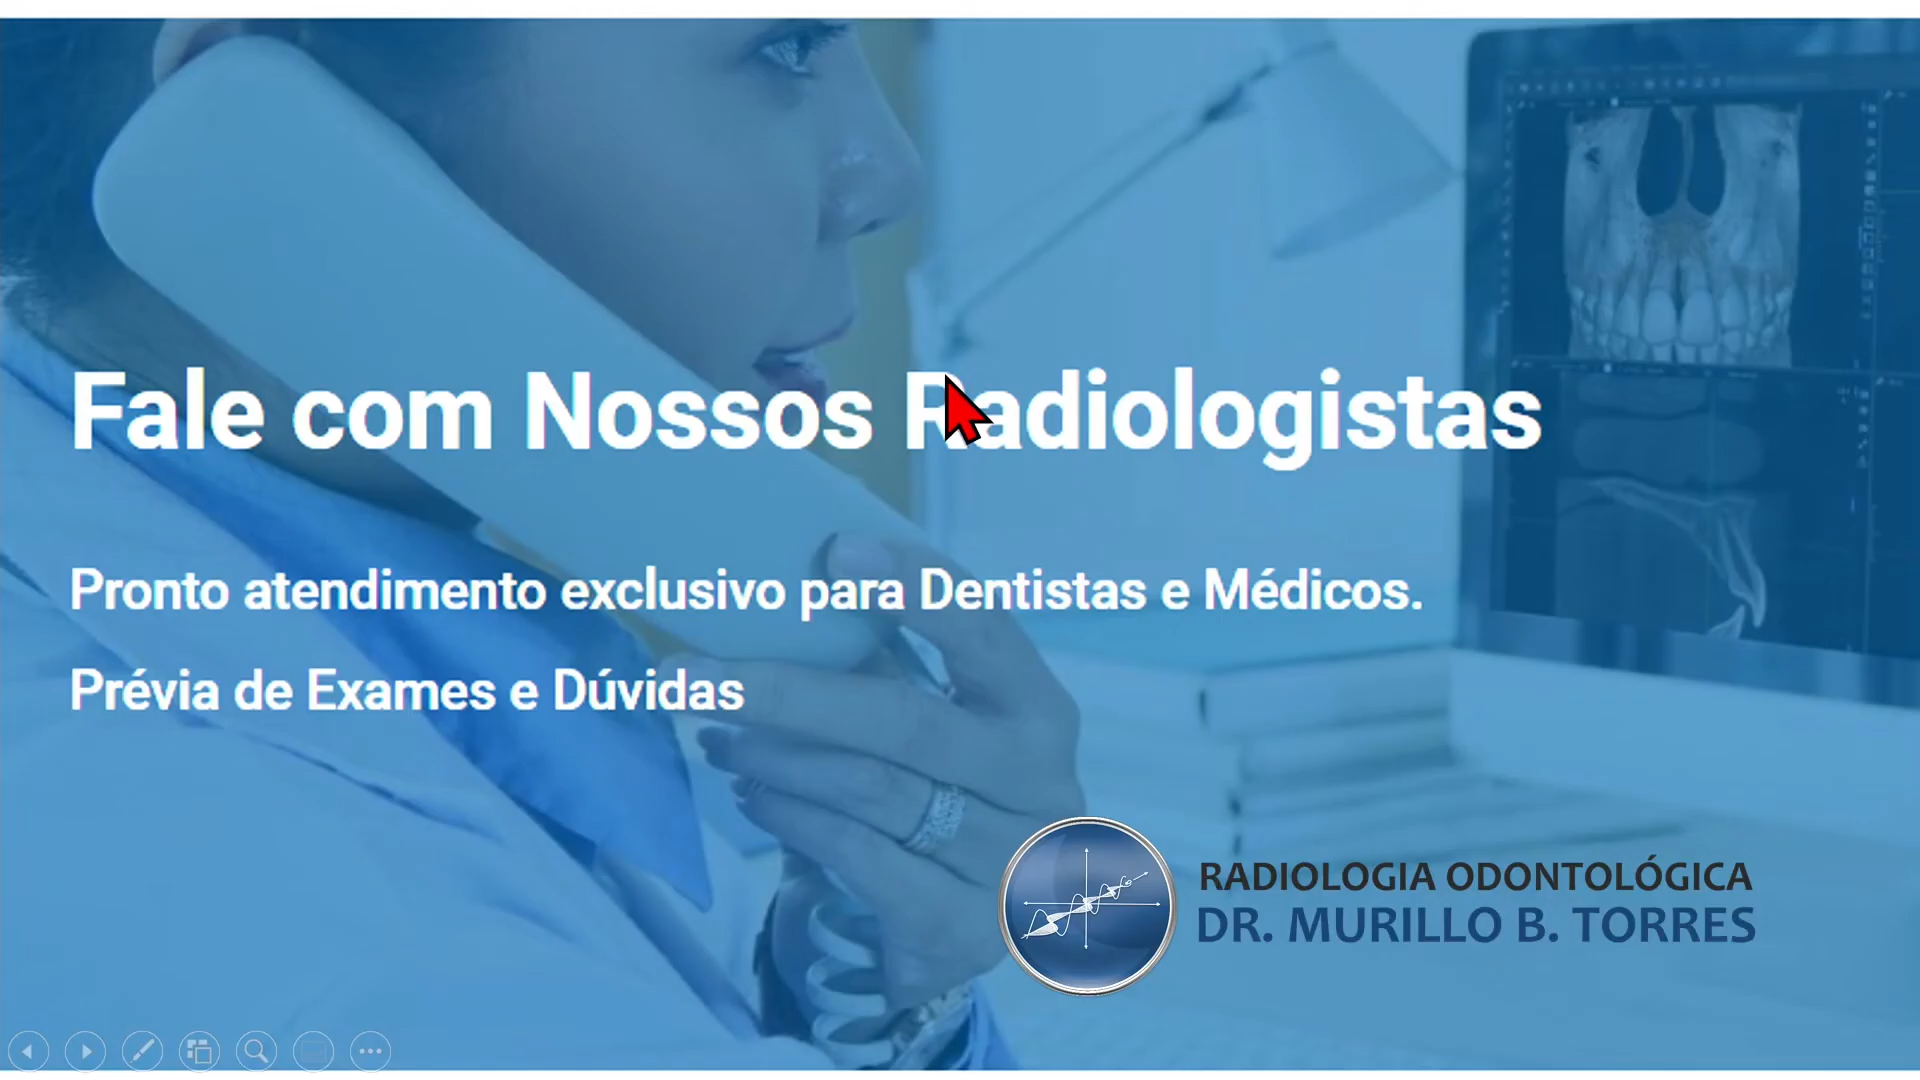 Fale com Nossos Radiologistas
Pronto atendimento exclusivo para Dentistas e Médicos.
Prévia de Exames e Dúvidas
RADIOLOGIA ODONTOLÓGICA
DR. MURILLO B. TORRES